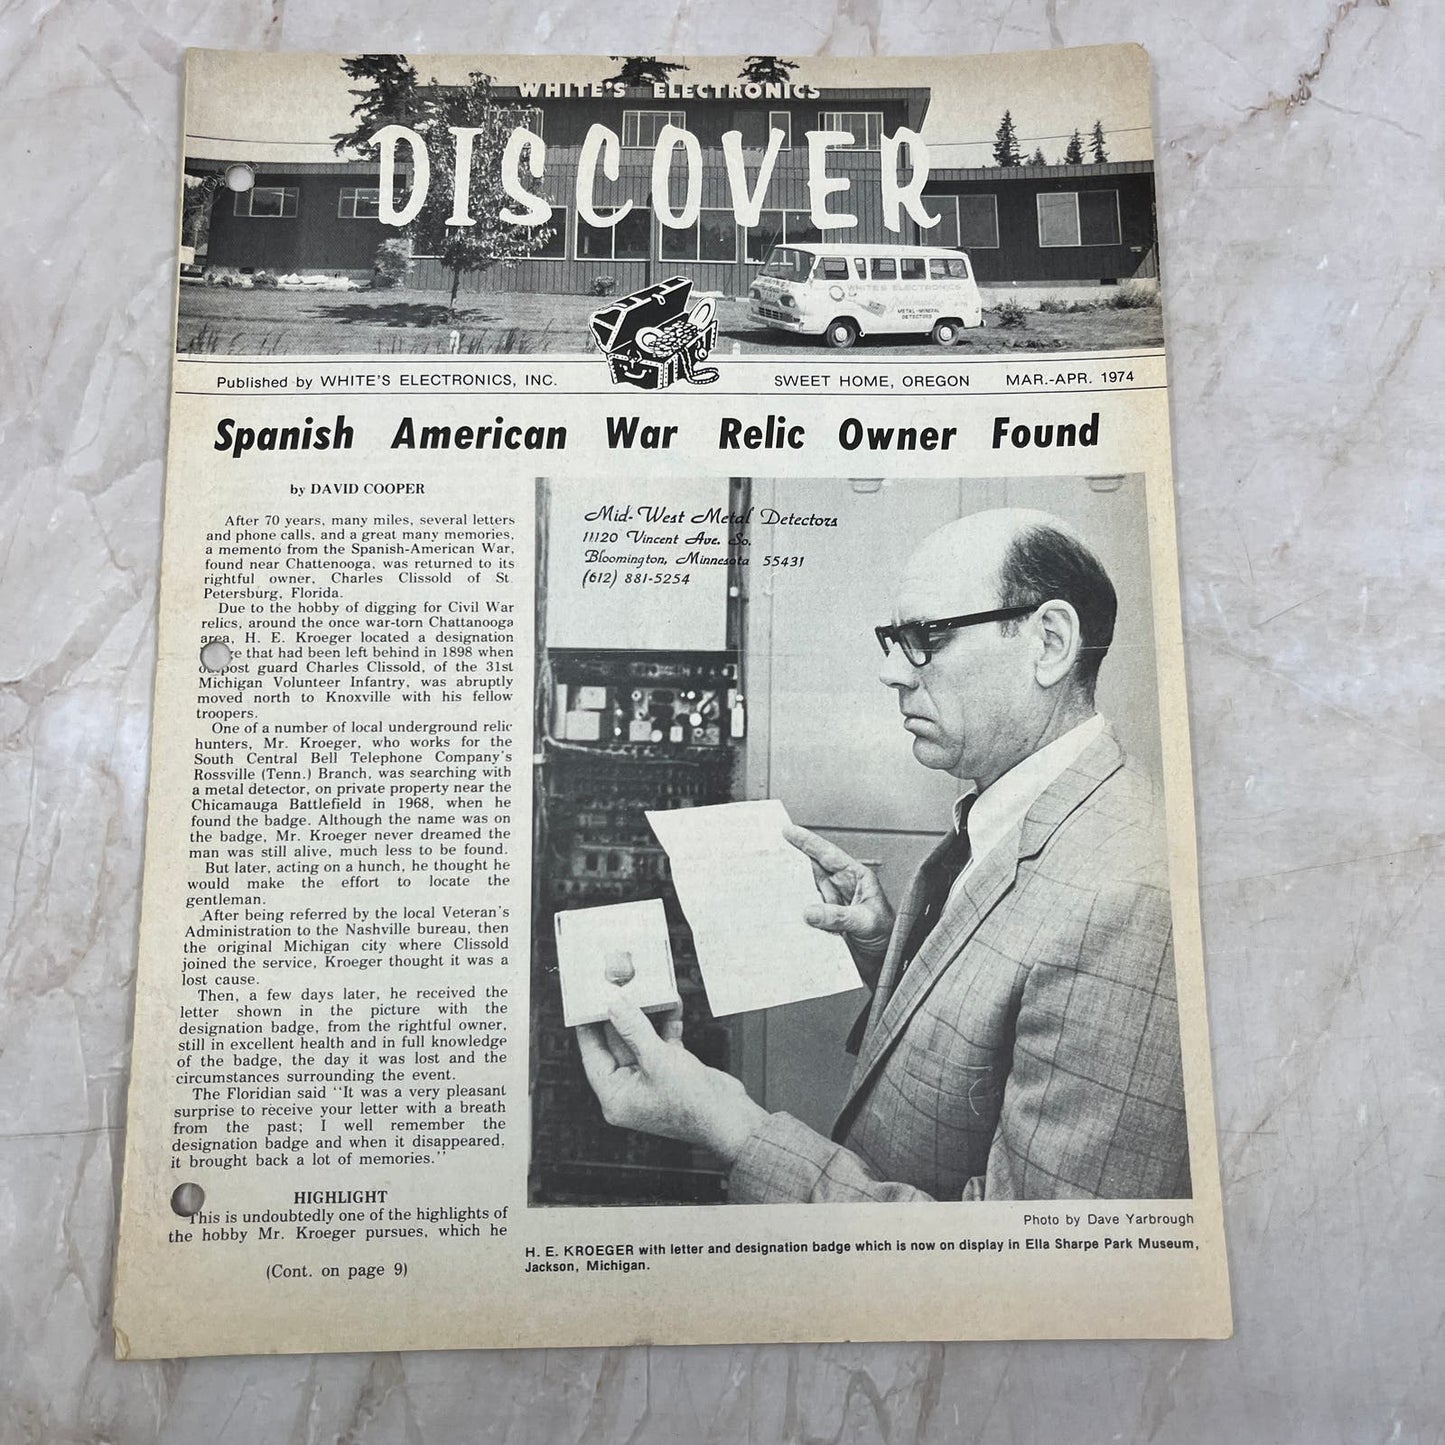 WHITE'S ELECTRONICS
DISCOVER
WHITE'S ELECTRONICS
METAL-MINERAL
DETECTORS
Published by WHITE'S ELECTRONICS, INC.
SWEET HOME, OREGON MAR.-APR. 1974
Spanish American War Relic Owner Found
by DAVID COOPER
After 70 years, many miles, several letters
and phone calls, and a great many memories,
a memento from the Spanish-American War,
found near Chattenooga, was returned to its
rightful owner, Charles Clissold of St.
Petersburg, Florida.
Due to the hobby of digging for Civil War
relics, around the once war-torn Chattanooga
area, H. E. Kroeger located a designation
e that had been left behind in 1898 when
outpost guard Charles Clissold, of the 31st
Michigan Volunteer Infantry, was abruptly
moved north to Knoxville with his fellow
troopers.
One of a number of local underground relic
hunters, Mr. Kroeger, who works for the
South Central Bell Telephone Company's
Rossville (Tenn.) Branch, was searching with
a metal detector, on private property near the
Chicamauga Battlefield in 1968, when he
found the badge. Although the name was on
the badge, Mr. Kroeger never dreamed the
man was still alive, much less to be found.
But later, acting on a hunch, he thought he
would make the effort to locate the
gentleman.
After being referred by the local Veteran's
Administration to the Nashville bureau, then
the original Michigan city where Clissold
joined the service, Kroeger thought it was a
lost cause.
Then, a few days later, he received the
letter shown in the picture with the
designation badge, from the rightful owner,
still in excellent health and in full knowledge
of the badge, the day it was lost and the
circumstances surrounding the event.
The Floridian said "It was a very pleasant
surprise to receive your letter with a breath
from the past; I well remember the
designation badge and when it disappeared,
it brought back a lot of memories."
HIGHLIGHT
This is undoubtedly one of the highlights of
the hobby Mr. Kroeger pursues, which he
(Cont. on page 9)
Mid-West Metal Detectors
11120 Vincent Ave. So.
Bloomington, Minnesota 55431
(612) 881-5254
Photo by Dave Yarbrough
H. E. KROEGER with letter and designation badge which is now on display in Ella Sharpe Park Museum,
Jackson, Michigan.